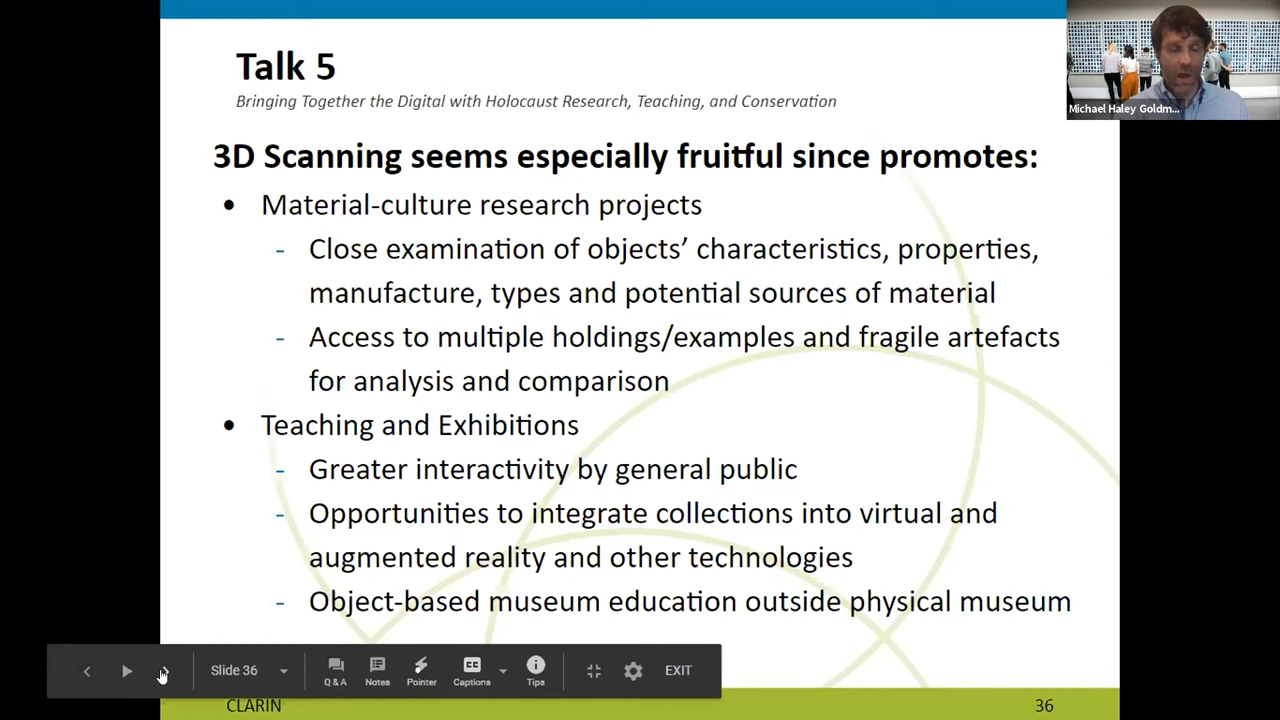 Talk 5
Bringing Together the Digital with Holocaust Research, Teaching, and Conservation
Michael Haley Goldm...
3D Scanning seems especially fruitful since promotes:
• Material-culture research projects
- Close examination of objects’ characteristics, properties,
manufacture, types and potential sources of material
- Access to multiple holdings/examples and fragile artefacts
for analysis and comparison
• Teaching and Exhibitions
- Greater interactivity by general public
- Opportunities to integrate collections into virtual and
augmented reality and other technologies
- Object-based museum education outside physical museum
Slide 36
Q & A
Notes
Pointer
CC
Captions
Tips
EXIT
CLARIN
36